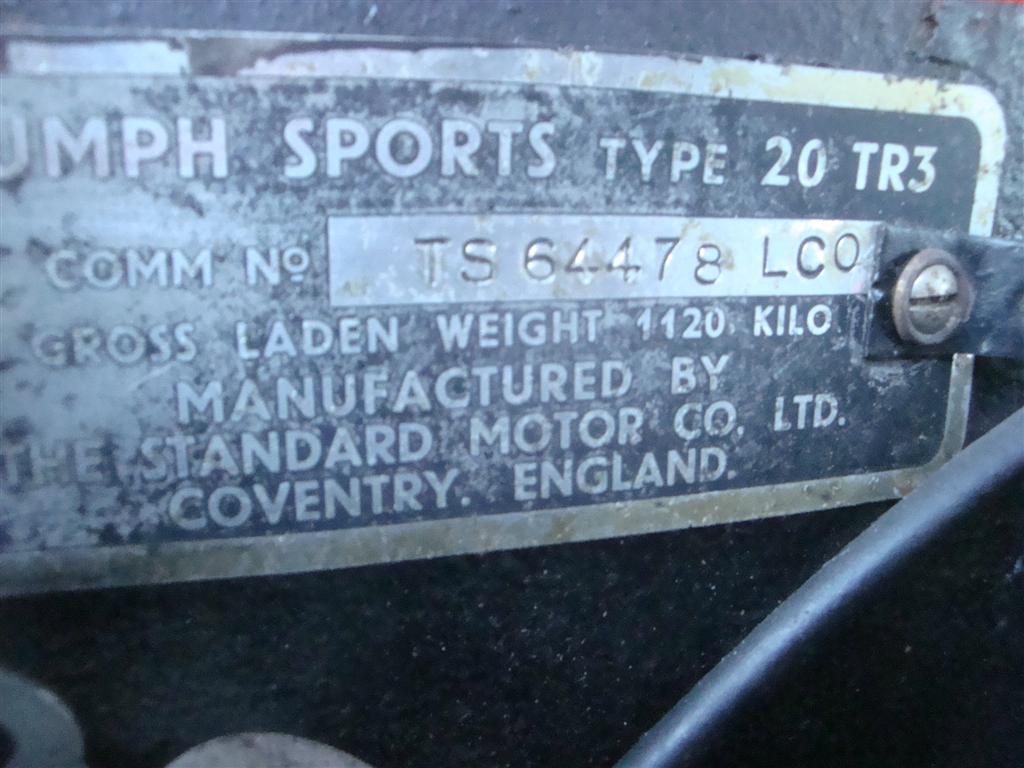 UMPH SPORTS TYPE 20 TR3
COMM Nº TS 64478 LCO
GROSS LADEN WEIGHT 1120 KILO
MANUFACTURED BY
THE STANDARD MOTOR CO. LTD.
COVENTRY. ENGLAND.